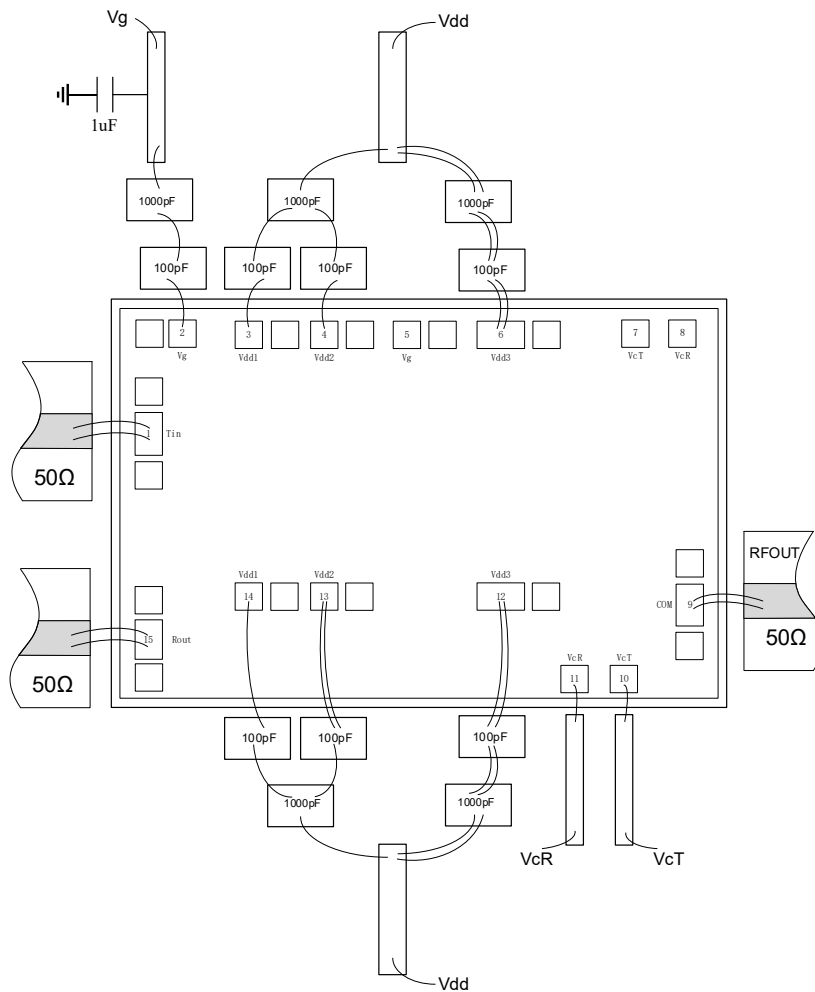 Vg
Vdd
1uF
1000pF
1000pF
1000pF
100pF
100pF
100pF
100pF
2
3
4
5
6
7
8
Vg
Vdd1
Vdd2
Vg
Vdd3
VcT
VcR
1
Tin
50Ω
RFOUT
Vdd1
Vdd2
Vdd3
14
13
12
COM
9
50Ω
15
Rout
50Ω
VcR
VcT
11
10
100pF
100pF
100pF
1000pF
1000pF
VcR
VcT
Vdd